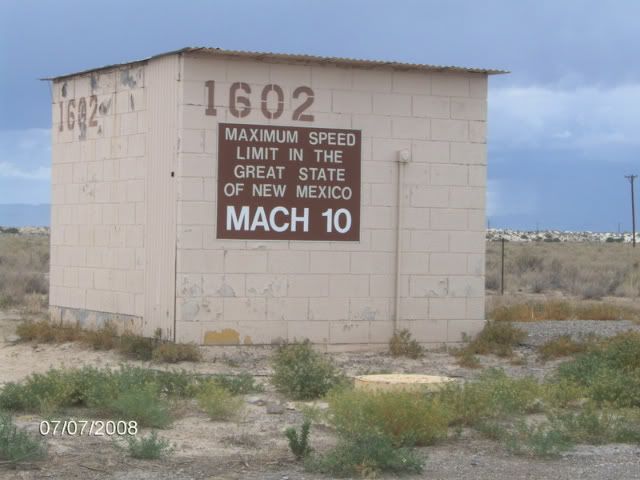 1602
1602
MAXIMUM SPEED
LIMIT IN THE
GREAT STATE
OF NEW MEXICO
MACH 10
07/07/2008